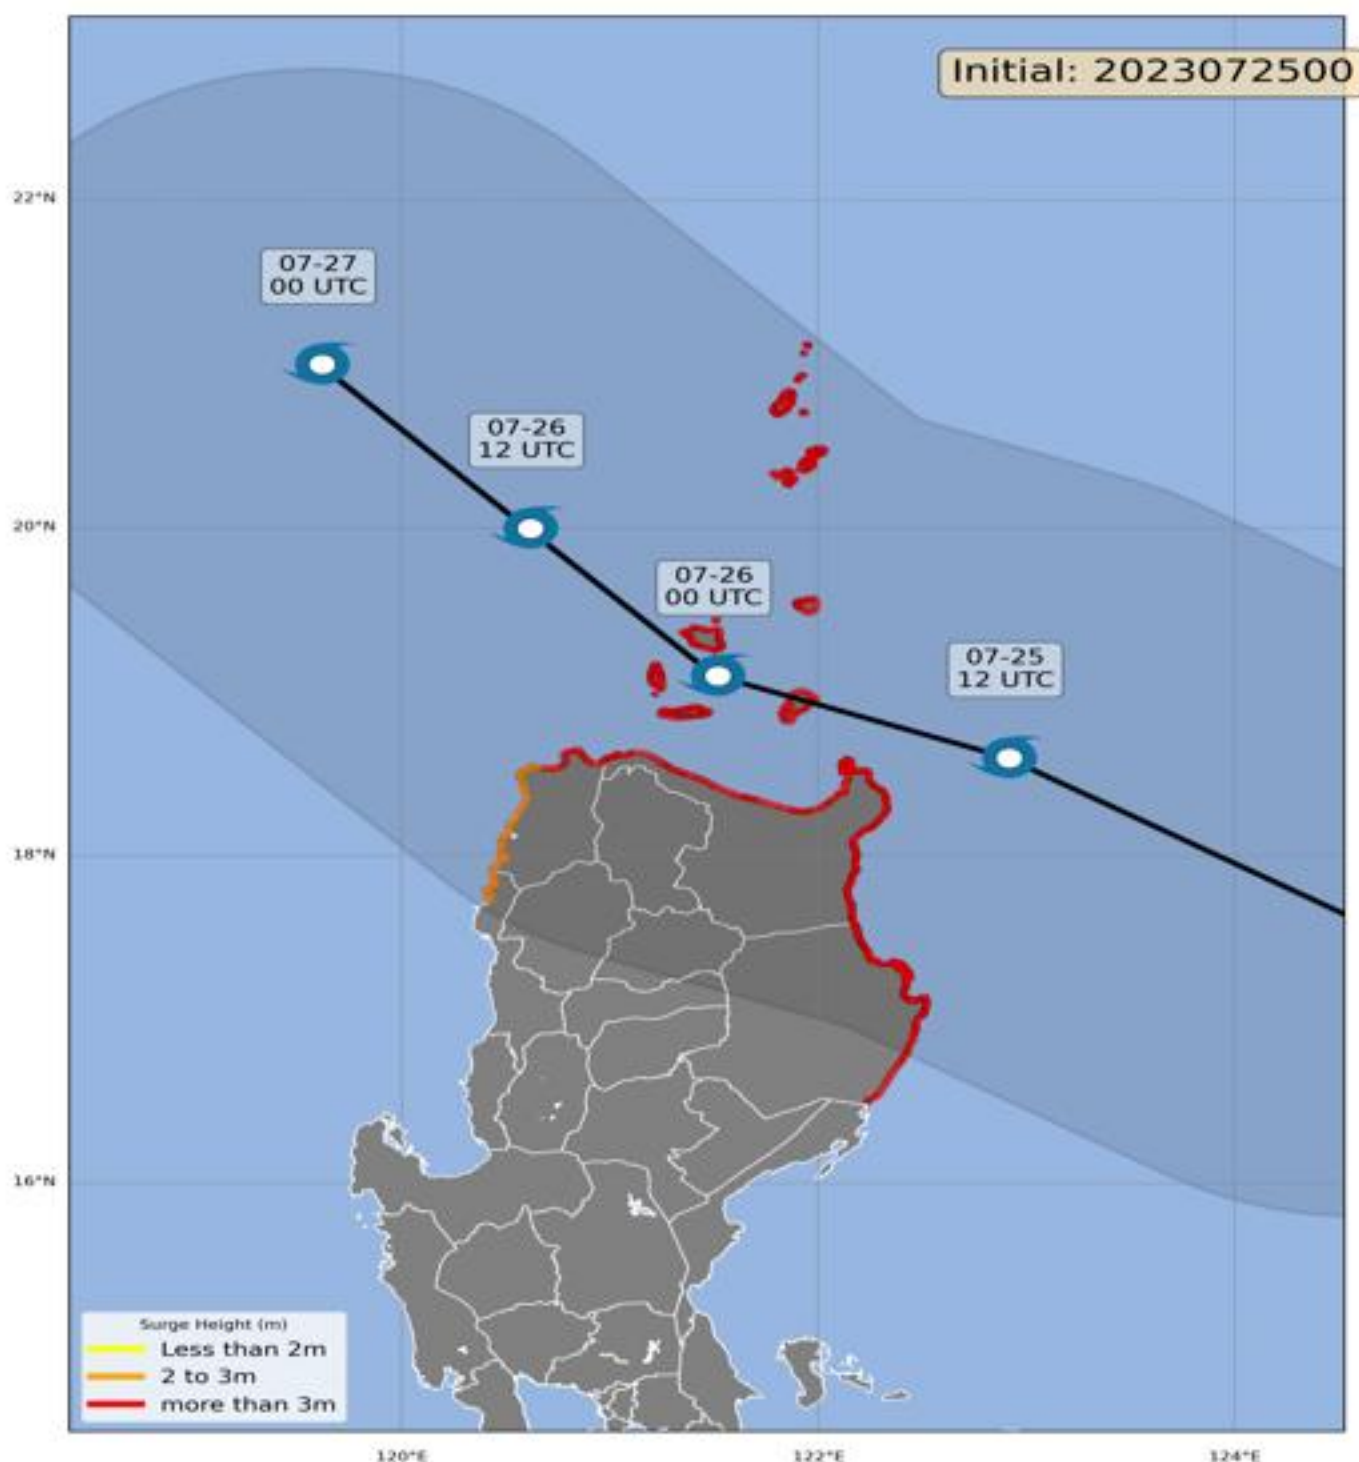 Initial: 2023072500
22°N
07-27
00 UTC
07-26
12 UTC
20°N
07-26
00 UTC
07-25
12 UTC
18°N
16°N
Surge Height (m)
Less than 2m
2 to 3m
more than 3m
120°E
122°E
124°E